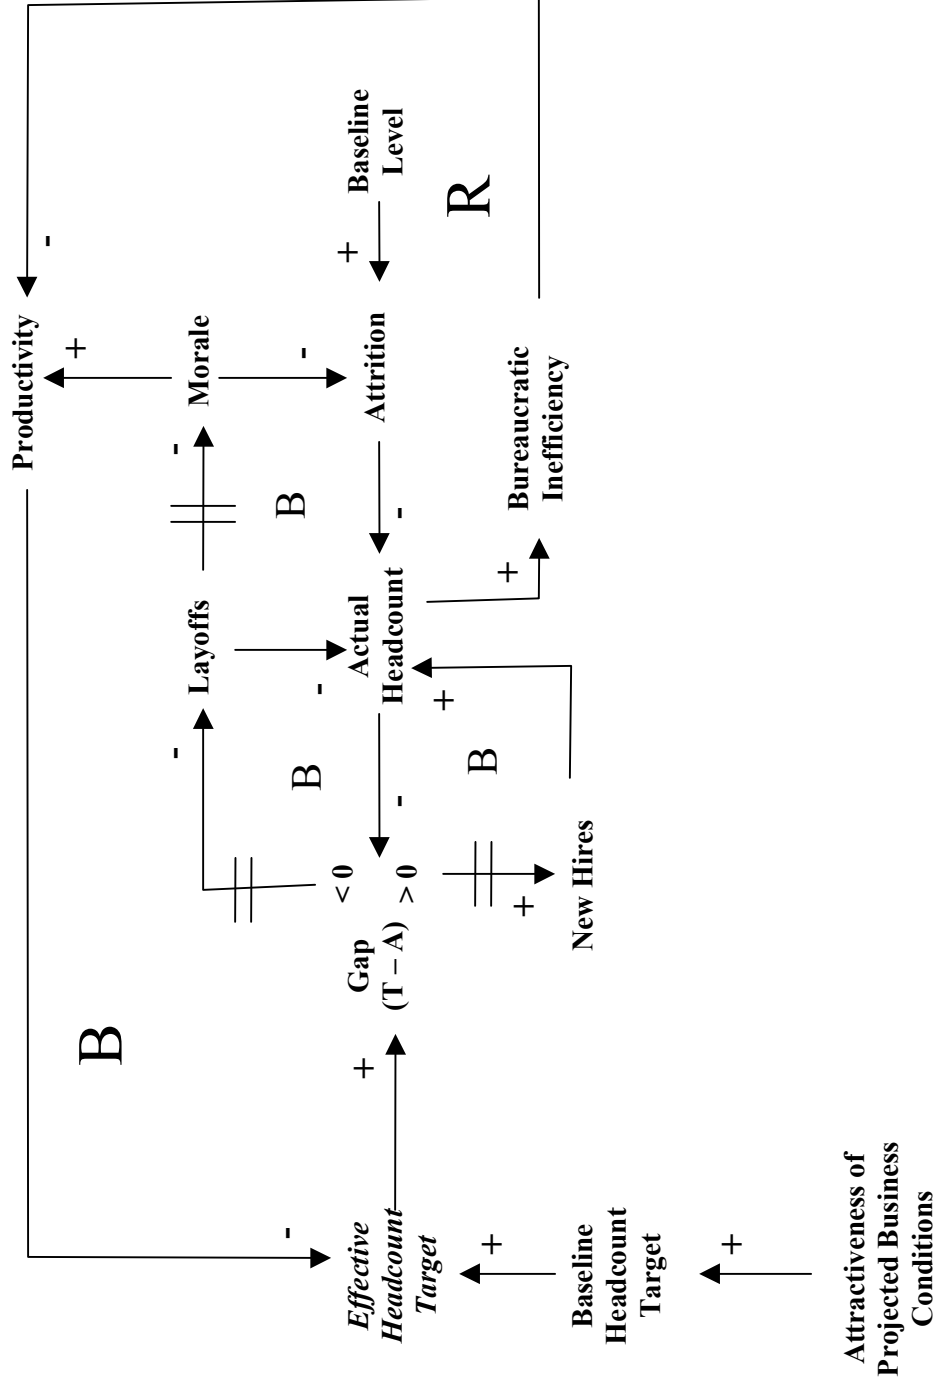 Productivity
-
+
Morale
-
-
Baseline
Level
+
R
Attrition
-
B
Layoffs
-
-
Actual
Headcount
+
Bureaucratic
Inefficiency
+
B
-
B
< 0
> 0
Gap
(T – A)
+
New Hires
B
+
-
Effective
Headcount
Target
+
Baseline
Headcount
Target
+
Attractiveness of
Projected Business
Conditions